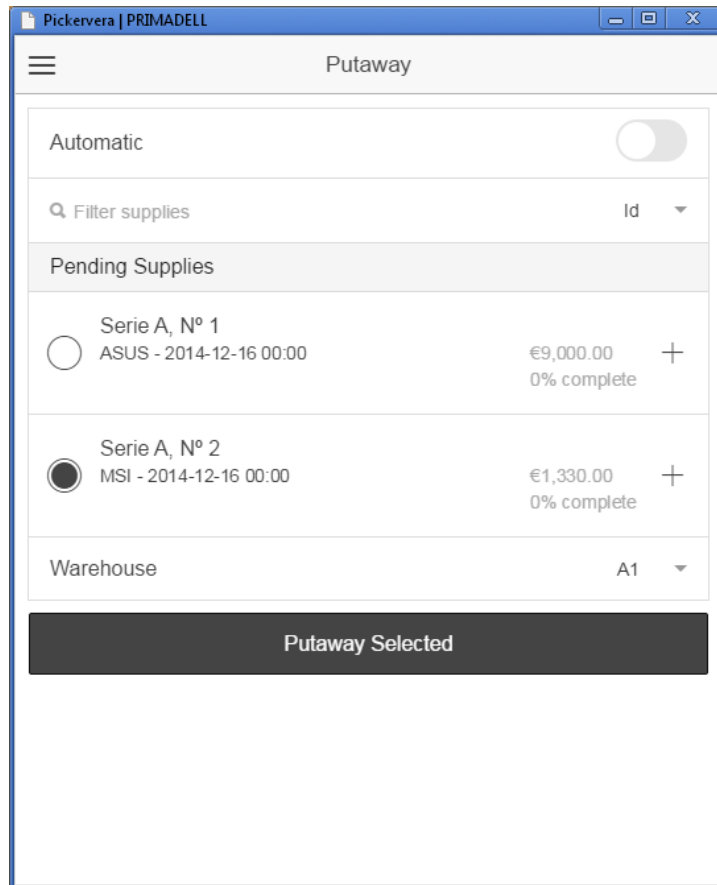 Pickervera | PRIMADELL
Putaway
Automatic
Filter supplies Id
Pending Supplies
Serie A, Nº 1
ASUS - 2014-12-16 00:00 €9,000.00
0% complete
Serie A, Nº 2
MSI - 2014-12-16 00:00 €1,330.00
0% complete
Warehouse A1
Putaway Selected